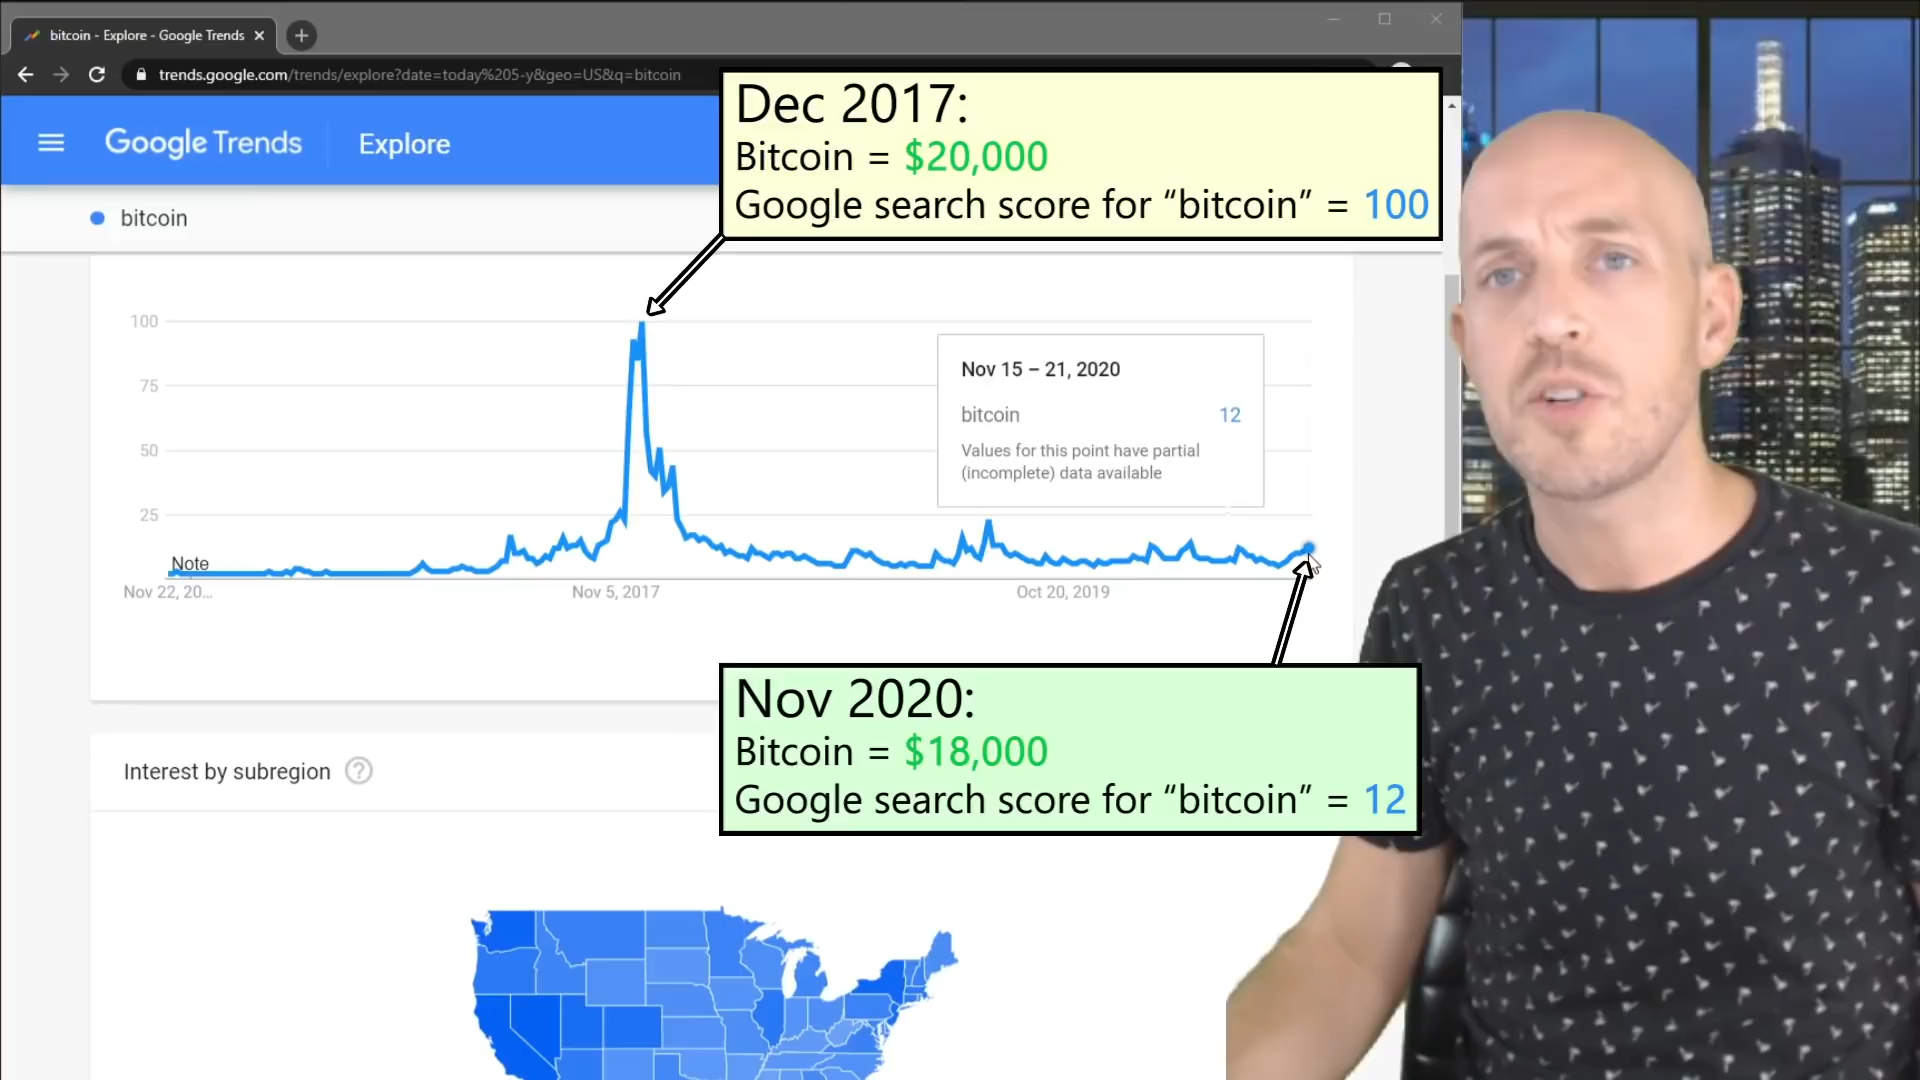 bitcoin - Explore - Google Trends
trends.google.com/trends/explore?date=today%205-y&geo=US&q=bitcoin
Google Trends
Explore
Dec 2017:
Bitcoin = $20,000
Google search score for “bitcoin” = 100
bitcoin
100
75
50
25
Note
Nov 22, 20...
Nov 5, 2017
Oct 20, 2019
Nov 15 – 21, 2020
bitcoin 12
Values for this point have partial
(incomplete) data available
Nov 2020:
Bitcoin = $18,000
Google search score for “bitcoin” = 12
Interest by subregion ?